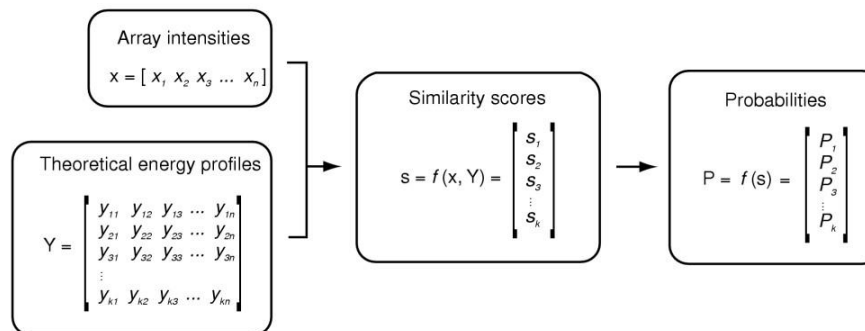 Array intensities
x = [ x₁ x₂ x₃ ... xₙ ]
Theoretical energy profiles
Y =
y₁₁ y₁₂ y₁₃ ... y₁ₙ
y₂₁ y₂₂ y₂₃ ... y₂ₙ
y₃₁ y₃₂ y₃₃ ... y₃ₙ
⋮
yₖ₁ yₖ₂ yₖ₃ ... yₖₙ
Similarity scores
s = f (x, Y) =
s₁
s₂
s₃
⋮
sₖ
Probabilities
P = f (s) =
P₁
P₂
P₃
⋮
Pₖ